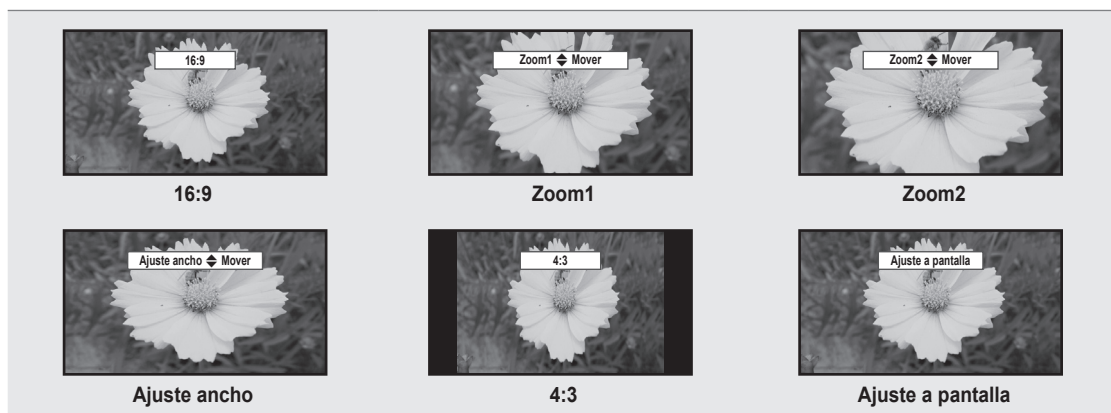 16:9
Zoom1 ◆ Mover
Zoom2 ◆ Mover
16:9
Zoom1
Zoom2
Ajuste ancho ◆ Mover
4:3
Ajuste a pantalla
Ajuste ancho
4:3
Ajuste a pantalla